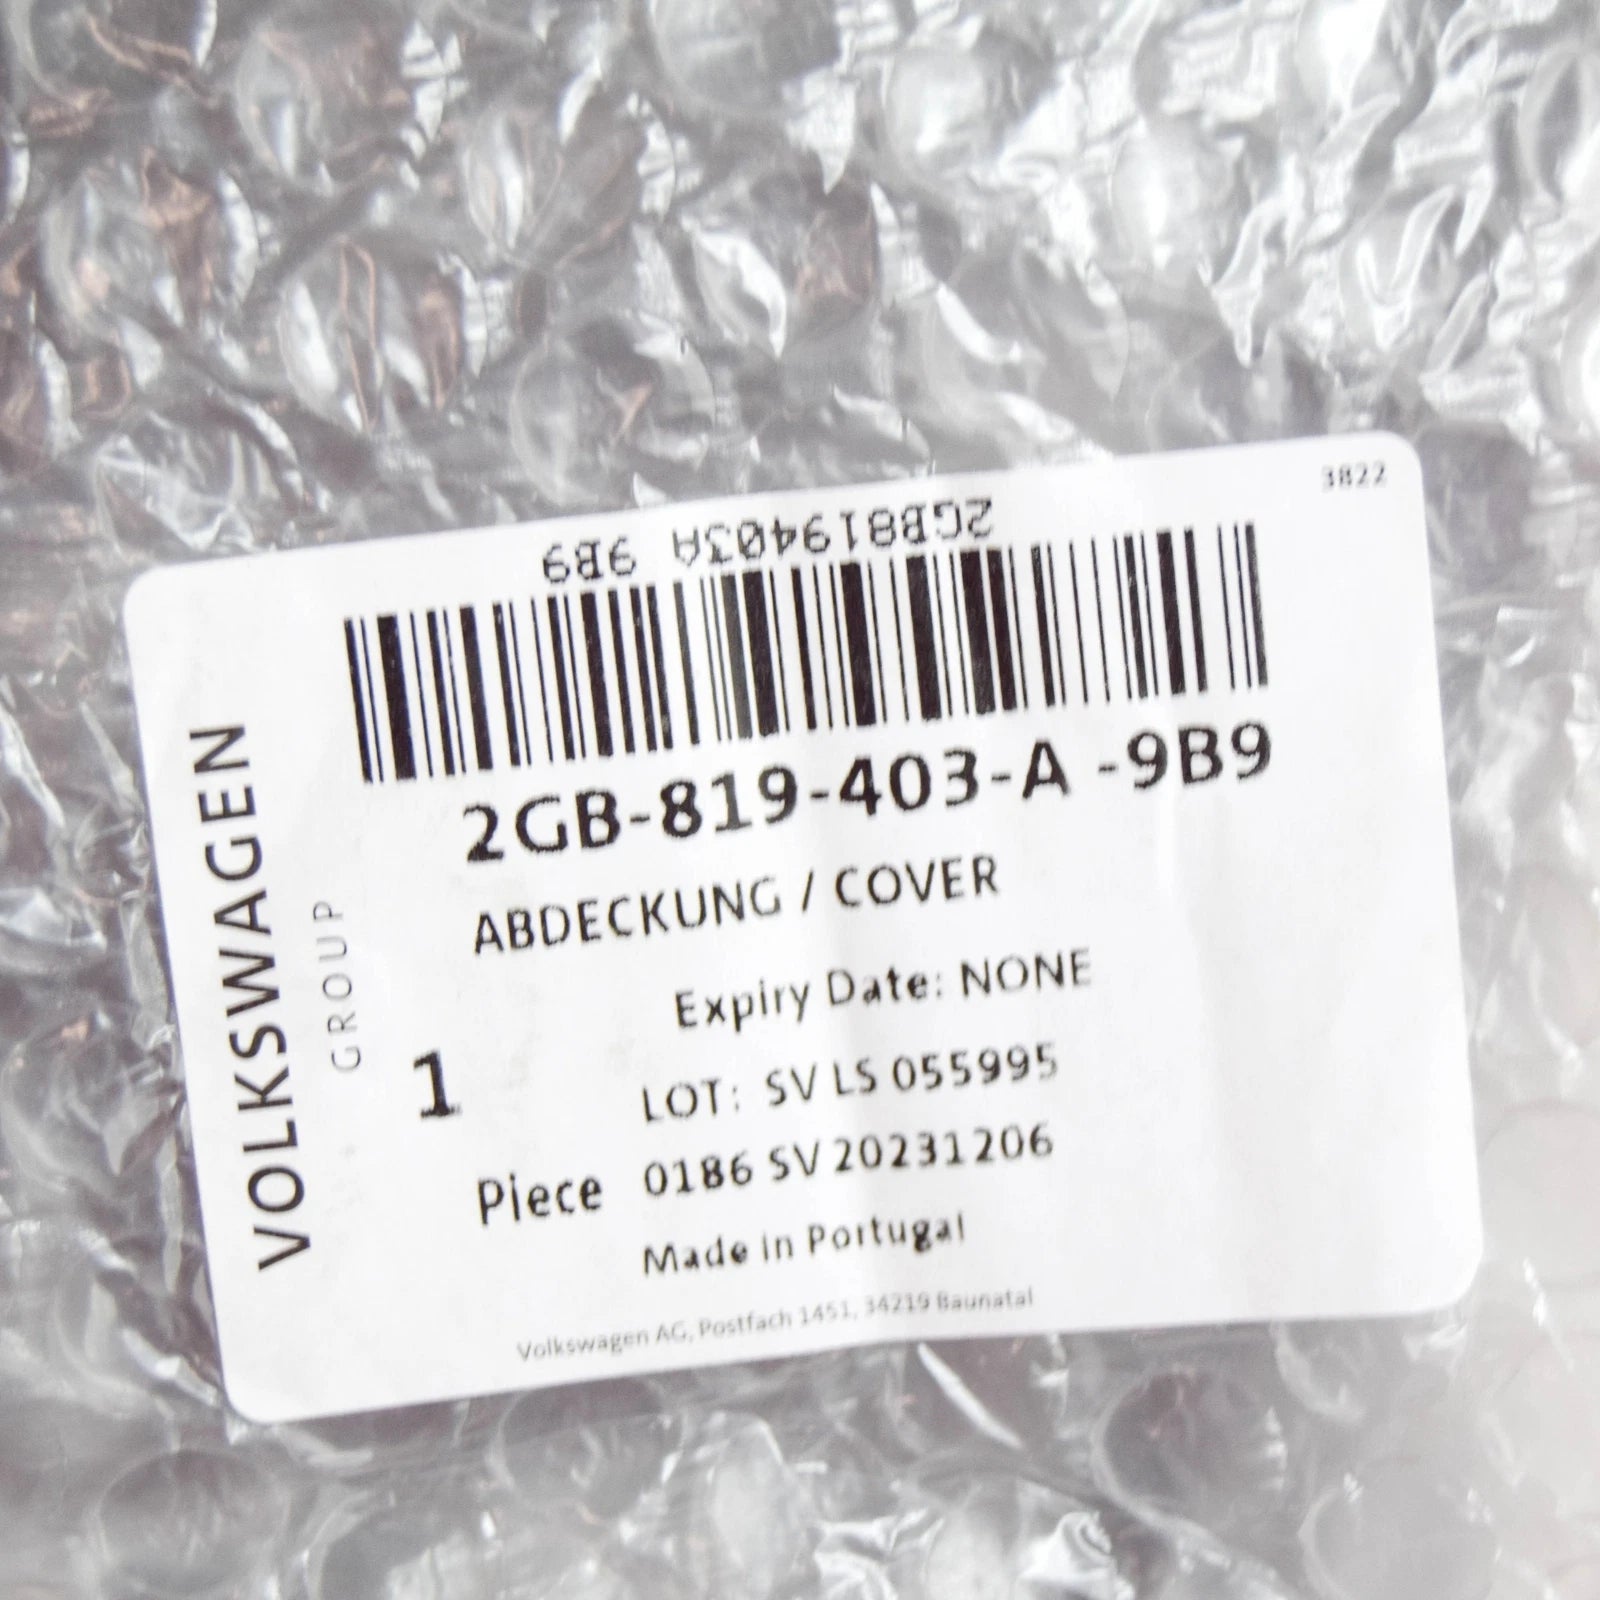 3822
2GB819403A 9B9
2GB-819-403-A -9B9
ABDECKUNG / COVER
Expiry Date: NONE
1
LOT: SV LS 055995
Piece
0186 SV 20231206
Made in Portugal
Volkswagen AG, Postfach 1451, 34219 Baunatal
VOLKSWAGEN
GROUP